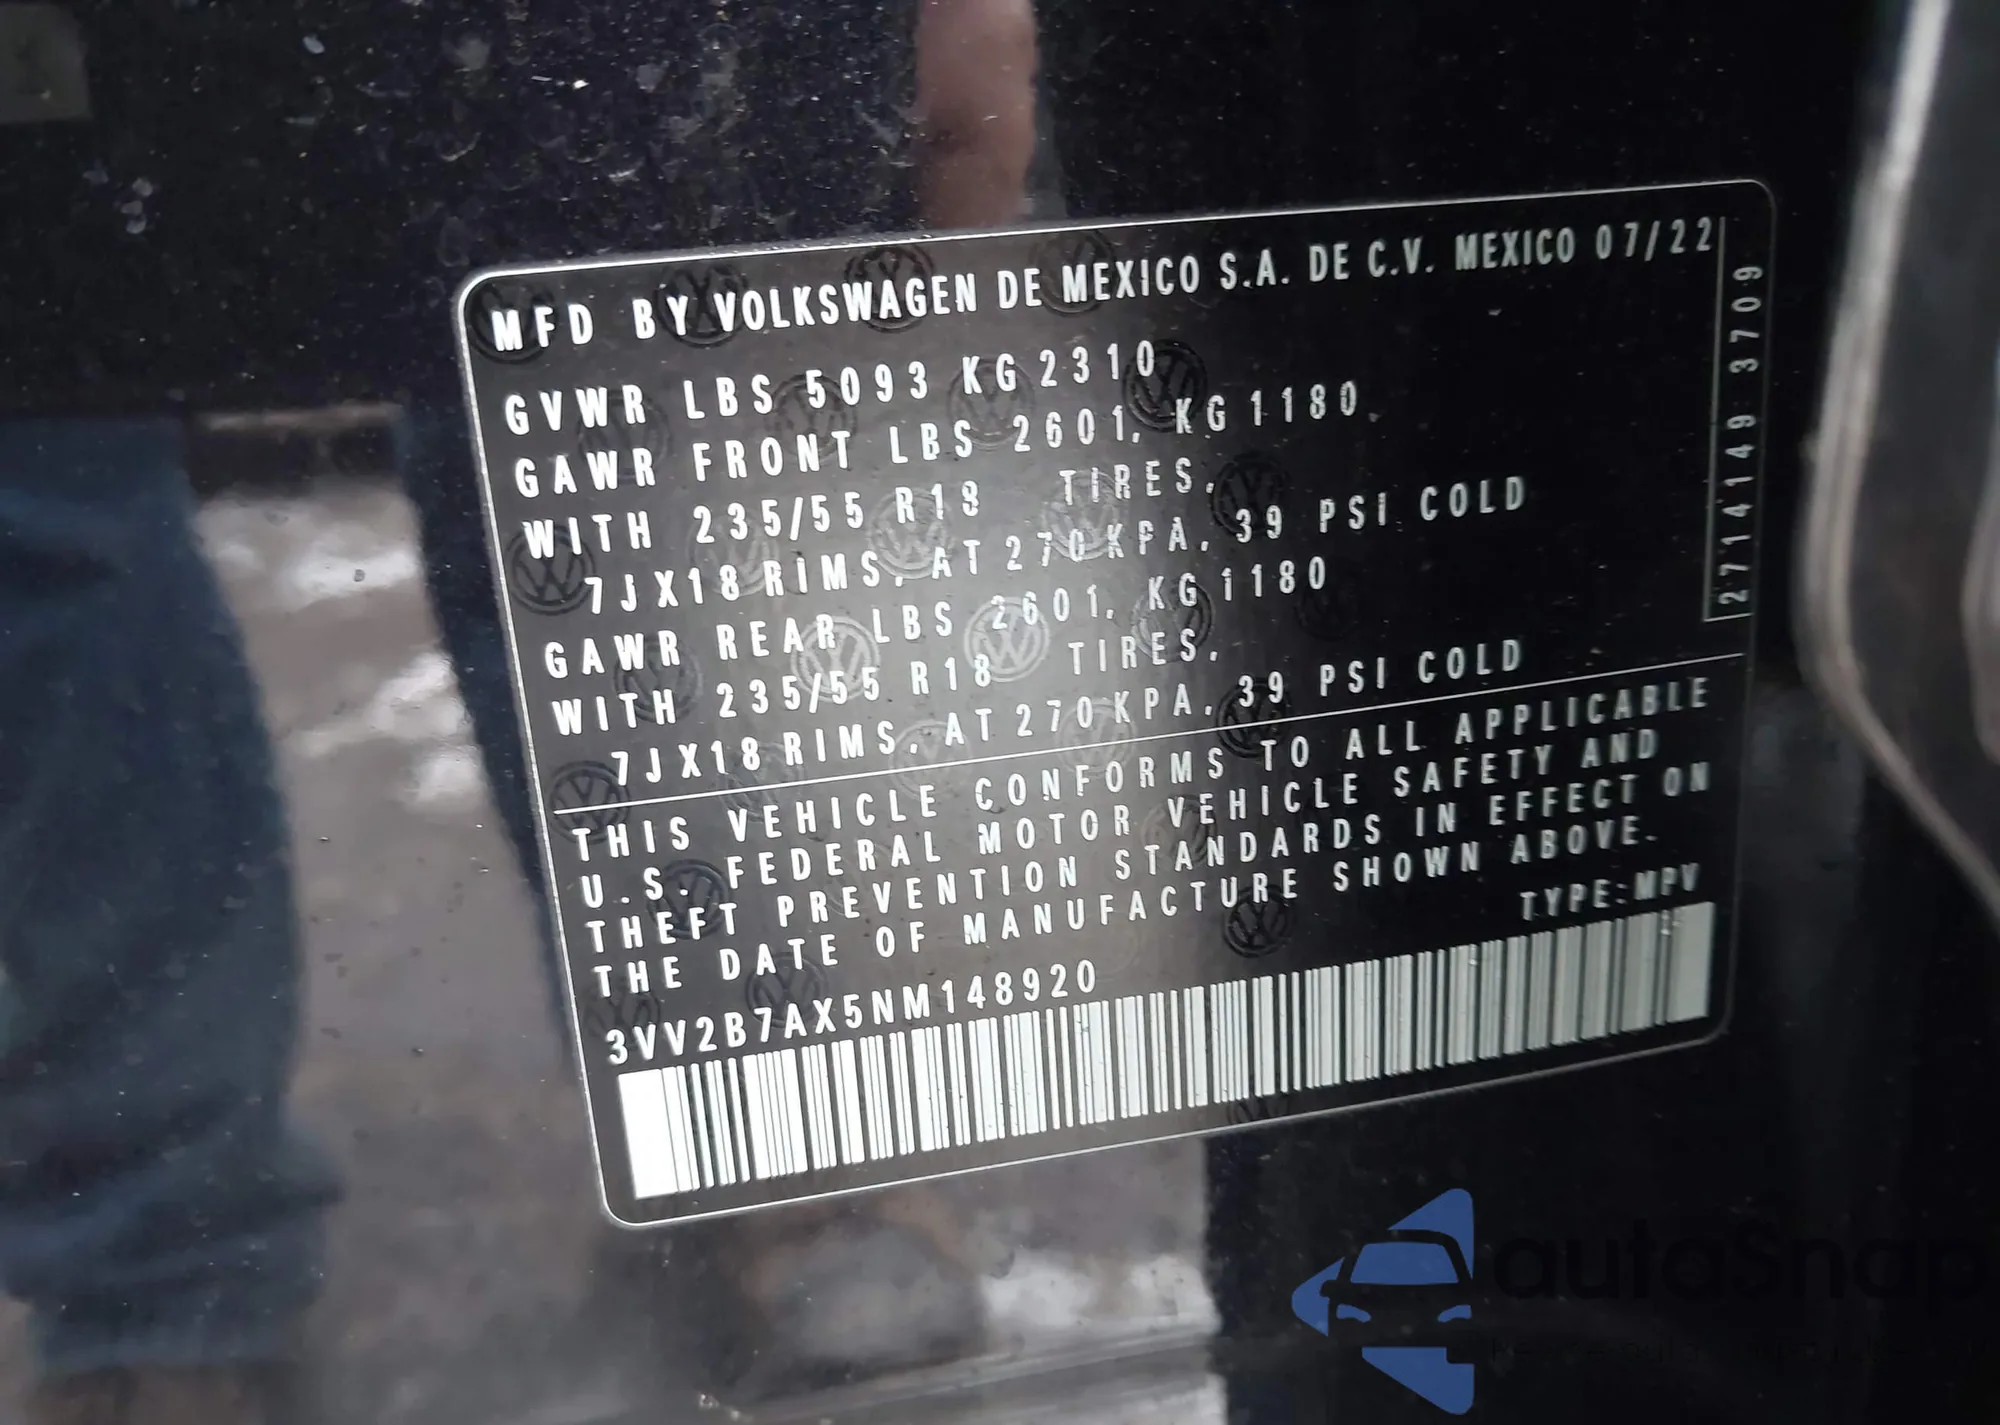 MFD BY VOLKSWAGEN DE MEXICO S.A. DE C.V. MEXICO 07/22
GVWR LBS 5093 KG 2310
GAWR FRONT LBS 2601, KG 1180,
WITH 235/55 R18 TIRES,
7JX18 RIMS, AT 270 KPA, 39 PSI COLD
GAWR REAR LBS 2601, KG 1180
WITH 235/55 R18 TIRES,
7JX18 RIMS, AT 270 KPA, 39 PSI COLD
2714149 3709
THIS VEHICLE CONFORMS TO ALL APPLICABLE
U.S. FEDERAL MOTOR VEHICLE SAFETY AND
THEFT PREVENTION STANDARDS IN EFFECT ON
THE DATE OF MANUFACTURE SHOWN ABOVE.
TYPE:MPV
3VV2B7AX5NM148920
autoSnap